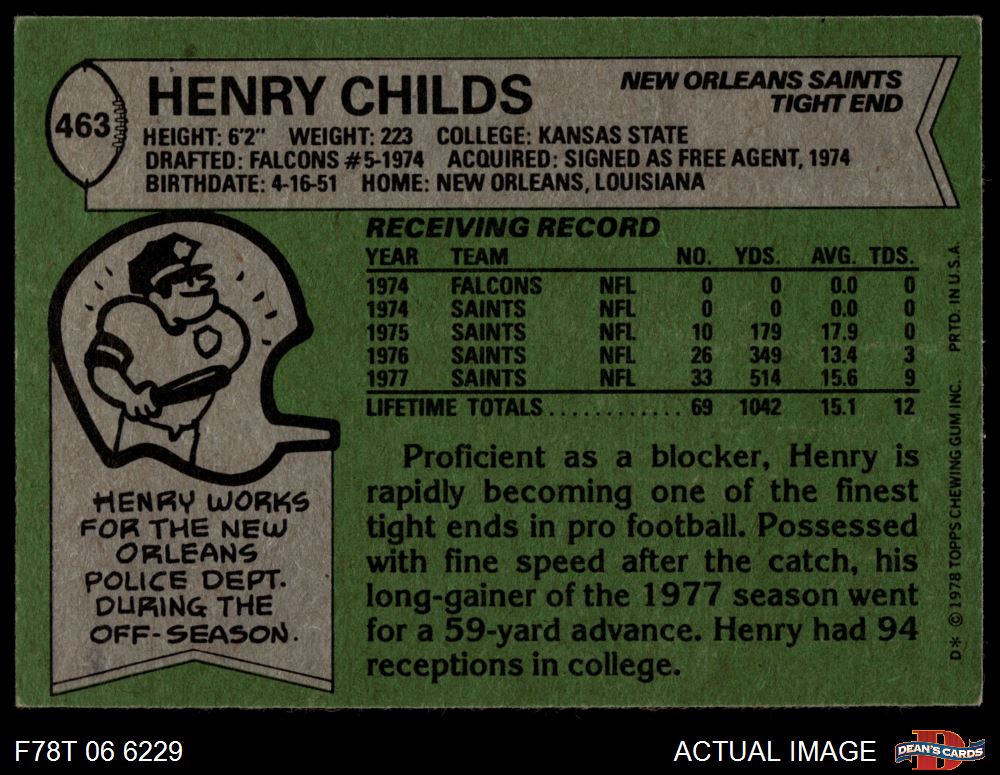 463
HENRY CHILDS
NEW ORLEANS SAINTS
TIGHT END
HEIGHT: 6'2" WEIGHT: 223 COLLEGE: KANSAS STATE
DRAFTED: FALCONS #5-1974 ACQUIRED: SIGNED AS FREE AGENT, 1974
BIRTHDATE: 4-16-51 HOME: NEW ORLEANS, LOUISIANA
RECEIVING RECORD
YEAR TEAM NO. YDS. AVG. TDS.
1974 FALCONS NFL 0 0 0.0 0
1974 SAINTS NFL 0 0 0.0 0
1975 SAINTS NFL 10 179 17.9 0
1976 SAINTS NFL 26 349 13.4 3
1977 SAINTS NFL 33 514 15.6 9
LIFETIME TOTALS............ 69 1042 15.1 12
Proficient as a blocker, Henry is
rapidly becoming one of the finest
tight ends in pro football. Possessed
with fine speed after the catch, his
long-gainer of the 1977 season went
for a 59-yard advance. Henry had 94
receptions in college.
HENRY WORKS
FOR THE NEW
ORLEANS
POLICE DEPT.
DURING THE
OFF-SEASON.
D* © 1978 TOPPS CHEWING GUM INC. PRTD. IN U.S.A.
F78T 06 6229
ACTUAL IMAGE
D
DEAN'S CARDS